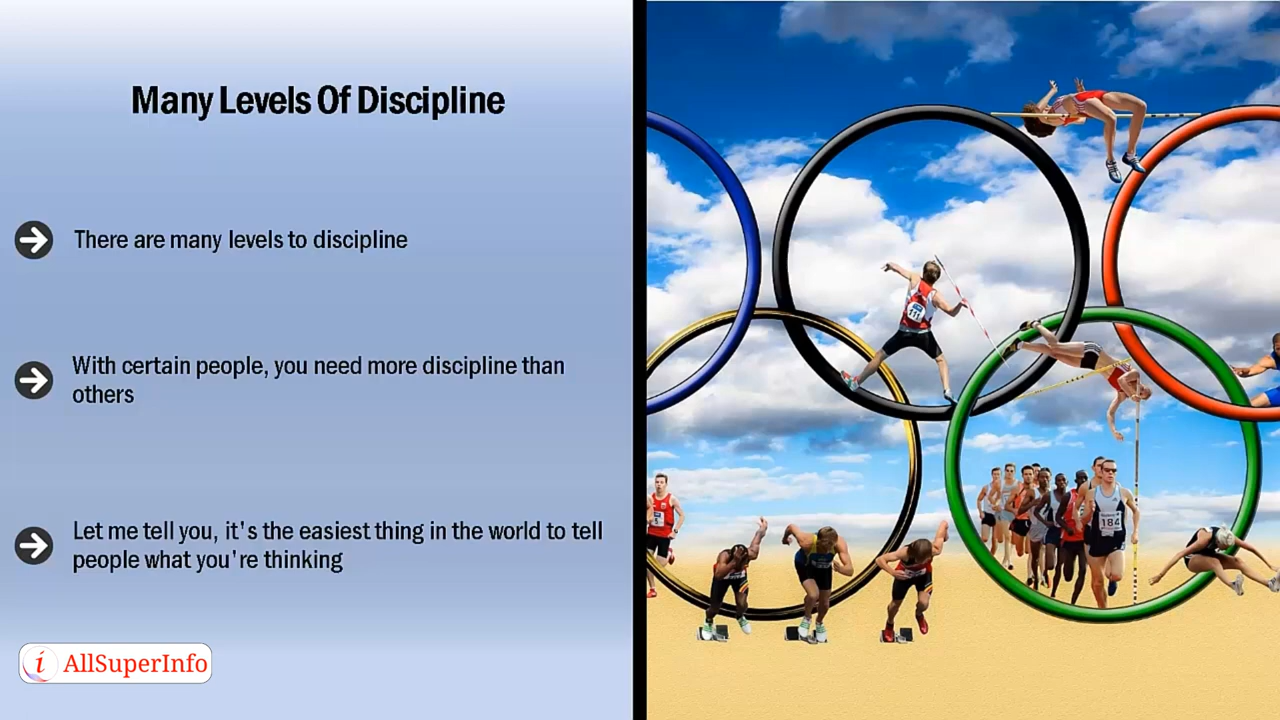 Many Levels Of Discipline
There are many levels to discipline
With certain people, you need more discipline than
others
Let me tell you, it's the easiest thing in the world to tell
people what you're thinking
i AllSuperInfo
111
184